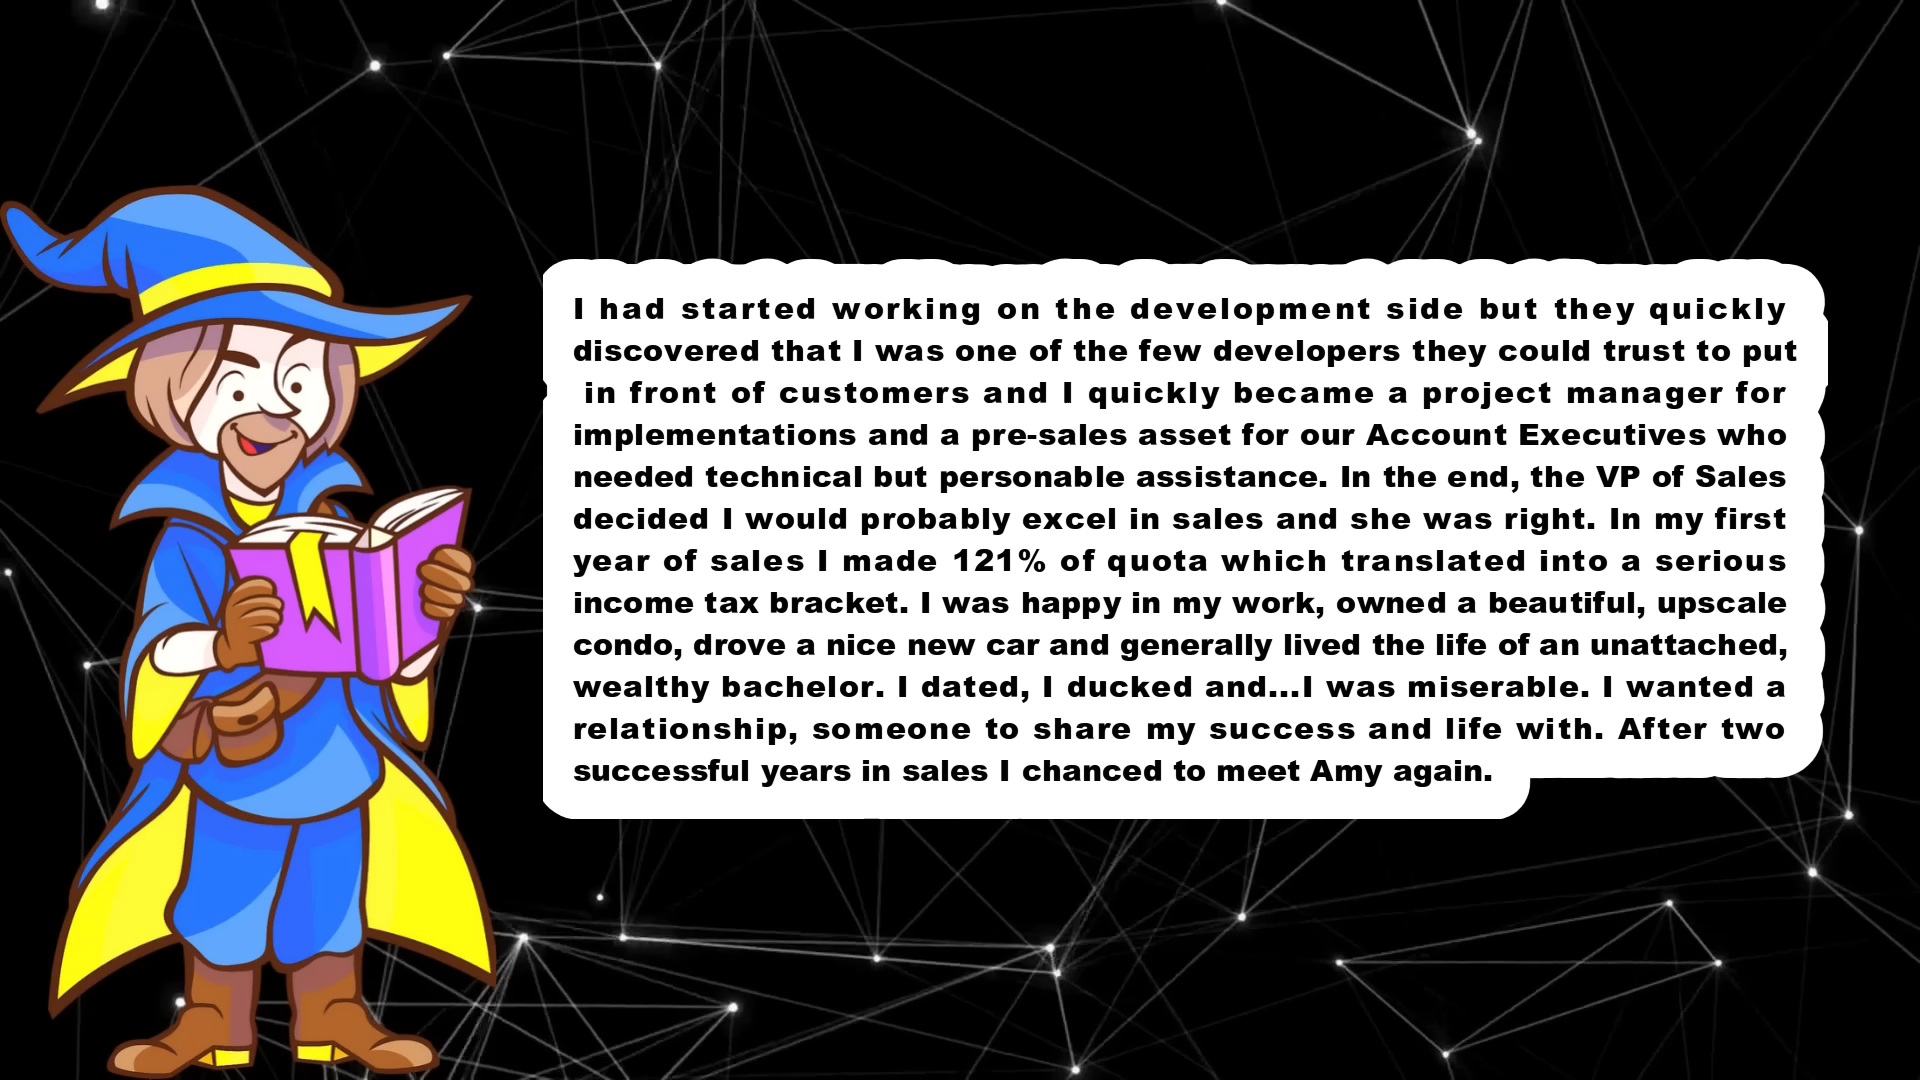 I had started working on the development side but they quickly
discovered that I was one of the few developers they could trust to put
in front of customers and I quickly became a project manager for
implementations and a pre-sales asset for our Account Executives who
needed technical but personable assistance. In the end, the VP of Sales
decided I would probably excel in sales and she was right. In my first
year of sales I made 121% of quota which translated into a serious
income tax bracket. I was happy in my work, owned a beautiful, upscale
condo, drove a nice new car and generally lived the life of an unattached,
wealthy bachelor. I dated, I ducked and...I was miserable. I wanted a
relationship, someone to share my success and life with. After two
successful years in sales I chanced to meet Amy again.